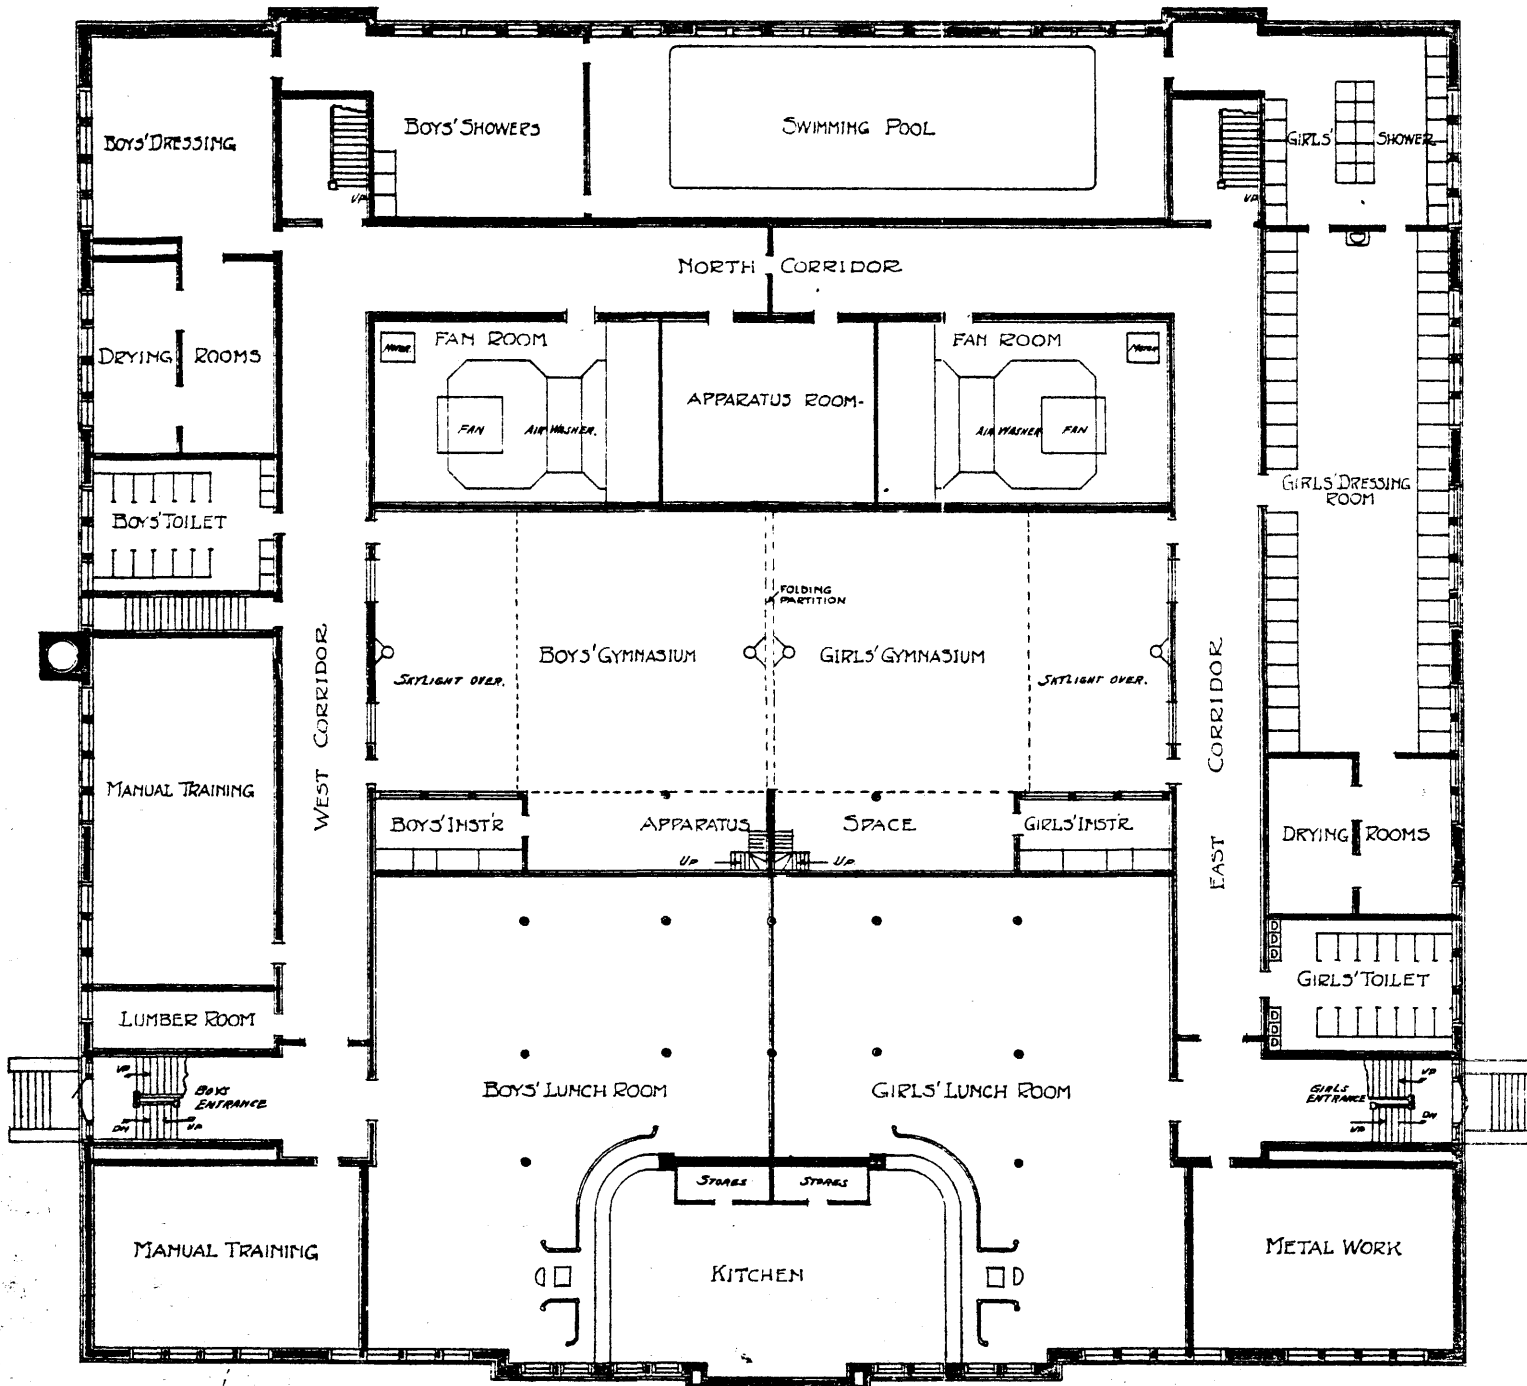 BOYS' DRESSING
BOYS' SHOWERS
SWIMMING POOL
GIRLS' SHOWER
UP
UP
NORTH CORRIDOR
DRYING ROOMS
MOTOR
FAN ROOM
FAN
AIR WASHER.
APPARATUS ROOM-
FAN ROOM
MOTOR
AIR WASHER
FAN
GIRLS' DRESSING
ROOM
BOYS' TOILET
FOLDING
PARTITION
WEST CORRIDOR
BOYS' GYMNASIUM
GIRLS' GYMNASIUM
SKYLIGHT OVER.
SKYLIGHT OVER.
EAST CORRIDOR
MANUAL TRAINING
BOYS' INST'R
APPARATUS SPACE
GIRLS' INST'R.
UP
UP
DRYING ROOMS
LUMBER ROOM
GIRLS' TOILET
UP
DN
UP
BOYS
ENTRANCE
BOYS' LUNCH ROOM
GIRLS' LUNCH ROOM
GIRLS
ENTRANCE
UP
UP
DN
STORES
STORES
MANUAL TRAINING
KITCHEN
METAL WORK